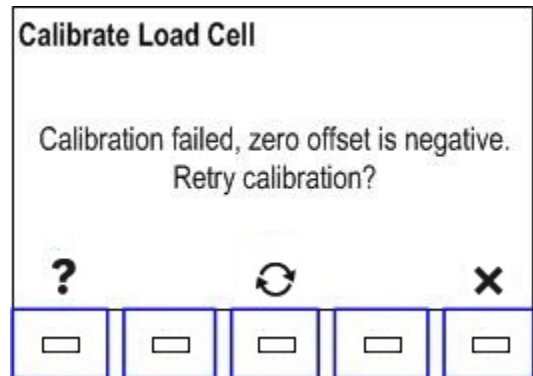 Calibrate Load Cell
Calibration failed, zero offset is negative.
Retry calibration?
?